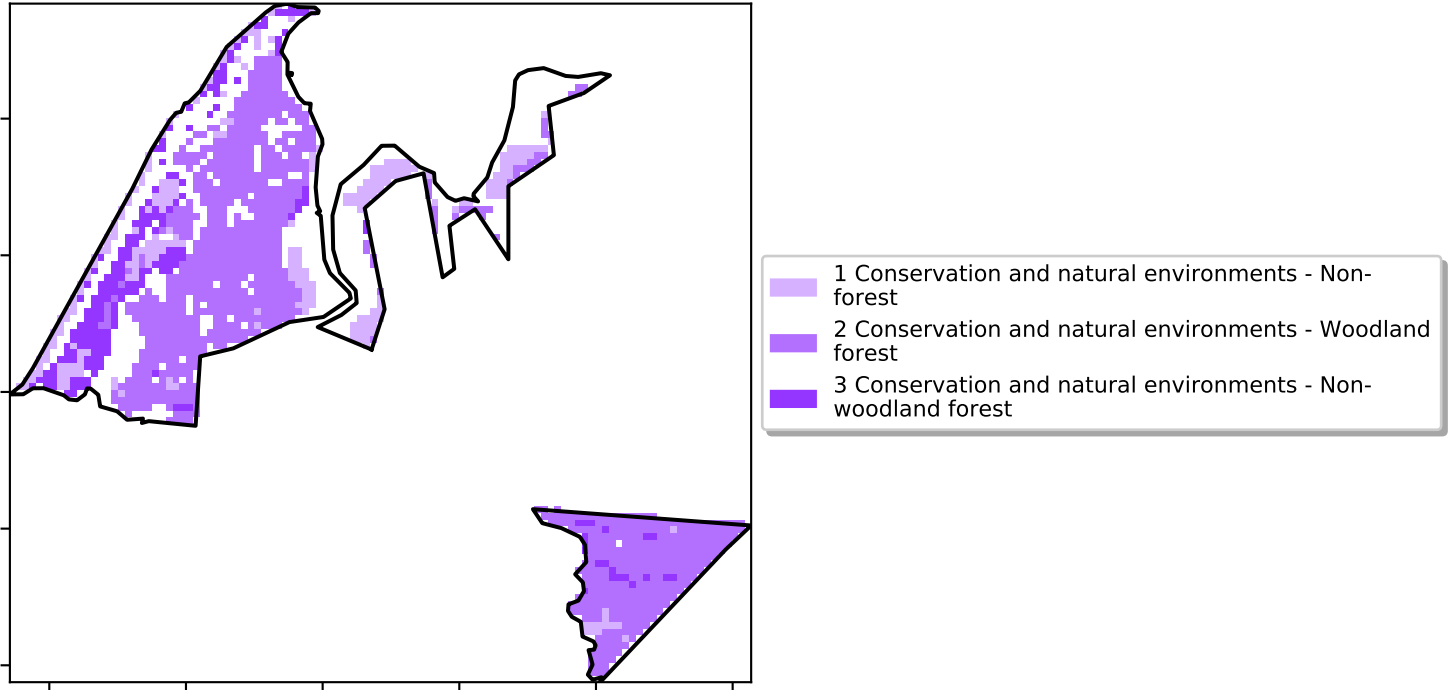 1 Conservation and natural environments - Non-
forest
2 Conservation and natural environments - Woodland
forest
3 Conservation and natural environments - Non-
woodland forest